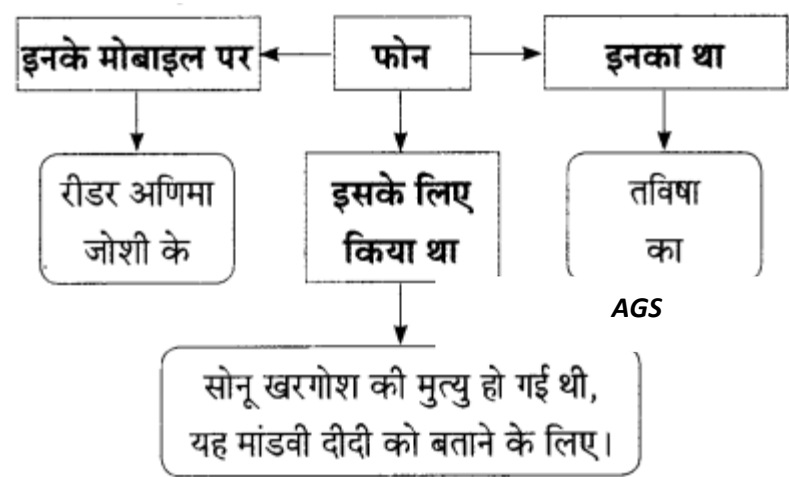 इनके मोबाइल पर
फोन
इनका था
रीडर अणिमा
जोशी के
इसके लिए
किया था
तविषा
का
AGS
सोनू खरगोश की मुत्यु हो गई थी,
यह मांडवी दीदी को बताने के लिए।